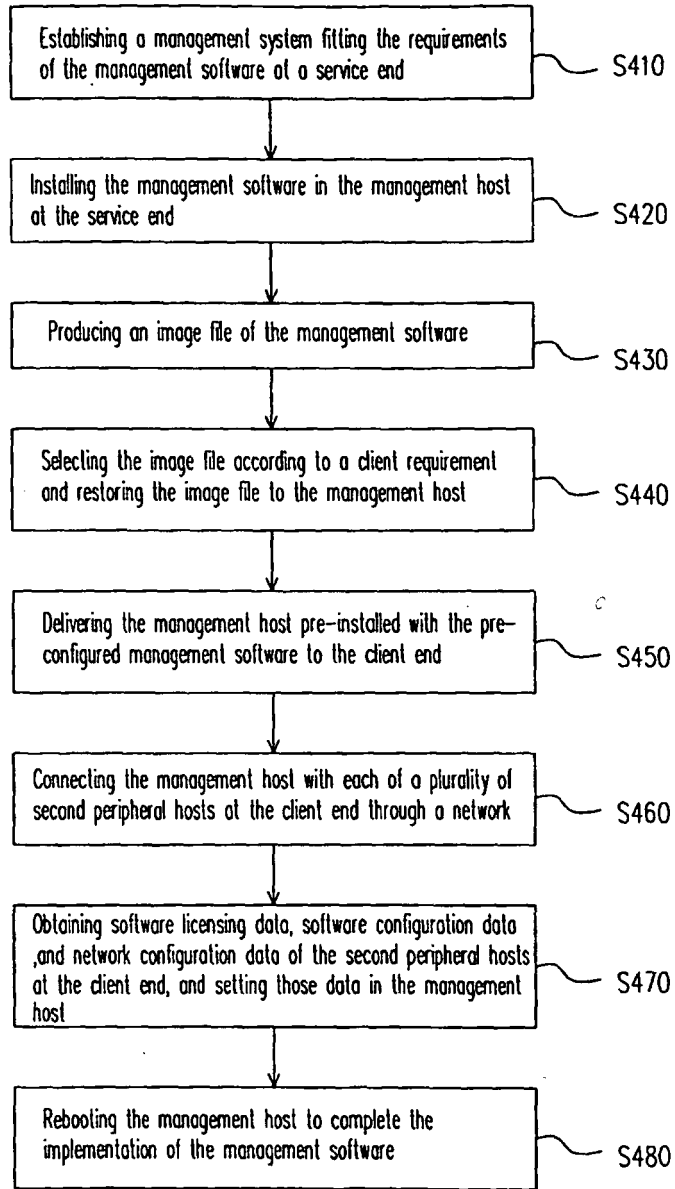 Establishing a management system fitting the requirements
of the management software at a service end
S410
Installing the management software in the management host
at the service end
S420
Producing an image file of the management software
S430
Selecting the image file according to a client requirement
and restoring the image file to the management host
S440
Delivering the management host pre-installed with the pre-
configured management software to the client end
S450
Connecting the management host with each of a plurality of
second peripheral hosts at the client end through a network
S460
Obtaining software licensing data, software configuration data
,and network configuration data of the second peripheral hosts
at the client end, and setting those data in the management
host
S470
Rebooting the management host to complete the
implementation of the management software
S480